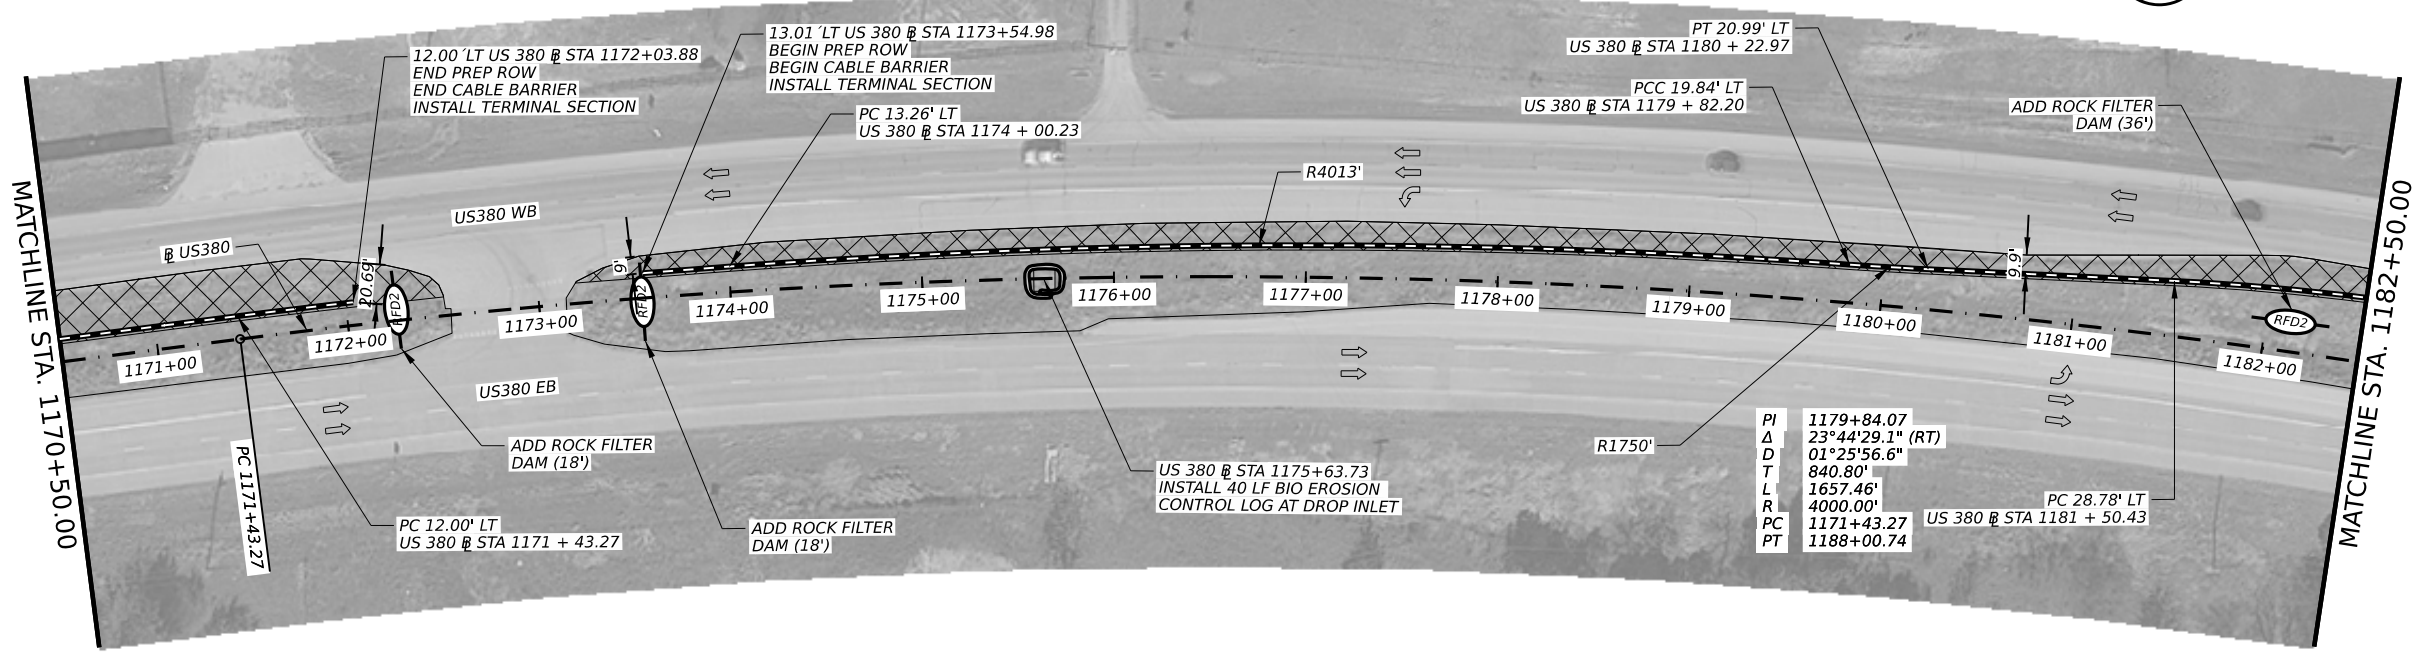 12.00´LT US 380 ⅊ STA 1172+03.88
END PREP ROW
END CABLE BARRIER
INSTALL TERMINAL SECTION
13.01´LT US 380 ⅊ STA 1173+54.98
BEGIN PREP ROW
BEGIN CABLE BARRIER
INSTALL TERMINAL SECTION
PC 13.26' LT
US 380 ⅊ STA 1174 + 00.23
PT 20.99' LT
US 380 ⅊ STA 1180 + 22.97
PCC 19.84' LT
US 380 ⅊ STA 1179 + 82.20
ADD ROCK FILTER
DAM (36')
R4013'
US380 WB
⅊ US380
20.69'
RFD2
9'
RFD2
9.9'
RFD2
MATCHLINE STA. 1170+50.00
MATCHLINE STA. 1182+50.00
1171+00
1172+00
1173+00
1174+00
1175+00
1176+00
1177+00
1178+00
1179+00
1180+00
1181+00
1182+00
US380 EB
PC 1171+43.27
ADD ROCK FILTER
DAM (18')
PC 12.00' LT
US 380 ⅊ STA 1171 + 43.27
ADD ROCK FILTER
DAM (18')
US 380 ⅊ STA 1175+63.73
INSTALL 40 LF BIO EROSION
CONTROL LOG AT DROP INLET
R1750'
PI 1179+84.07
Δ 23°44'29.1" (RT)
D 01°25'56.6"
T 840.80'
L 1657.46'
R 4000.00'
PC 1171+43.27
PT 1188+00.74
PC 28.78' LT
US 380 ⅊ STA 1181 + 50.43